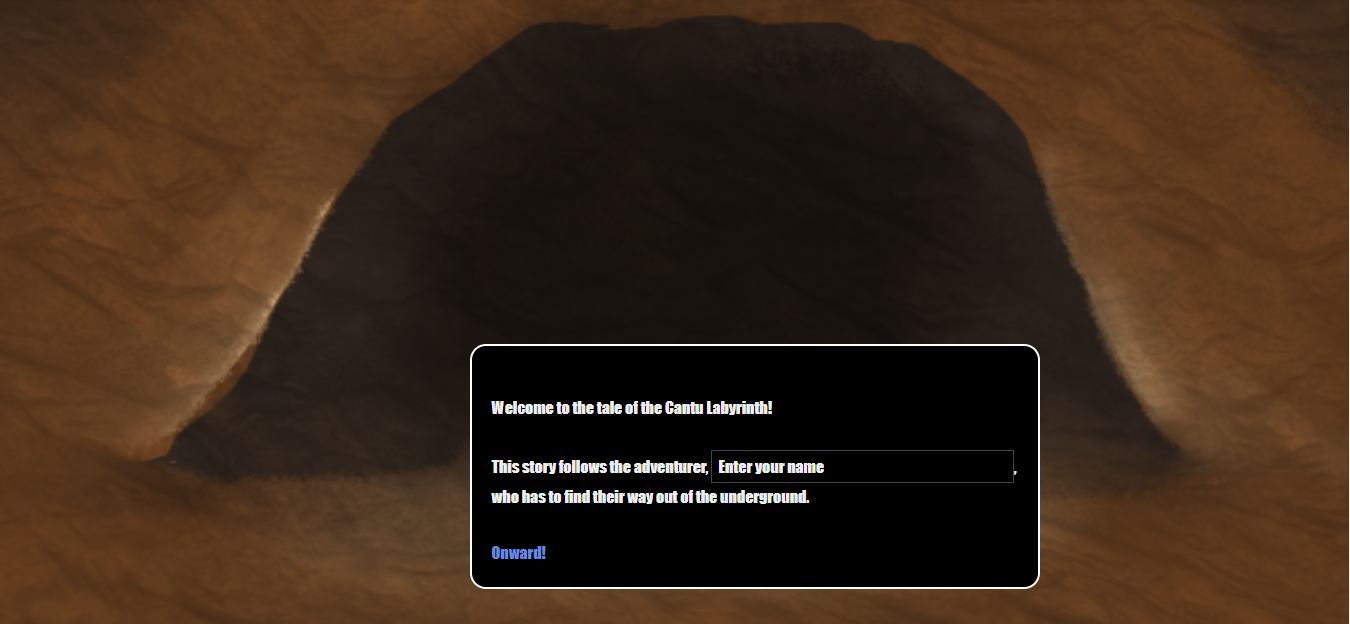 Welcome to the tale of the Cantu Labyrinth!
This story follows the adventurer, Enter your name,
who has to find their way out of the underground.
Onward!